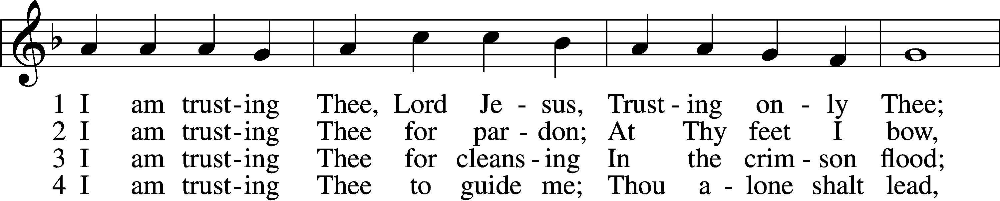 1 I am trust-ing Thee, Lord Je - sus, Trust - ing on - ly Thee;
2 I am trust-ing Thee for par - don; At Thy feet I bow,
3 I am trust-ing Thee for cleans - ing In the crim - son flood;
4 I am trust-ing Thee to guide me; Thou a - lone shalt lead,